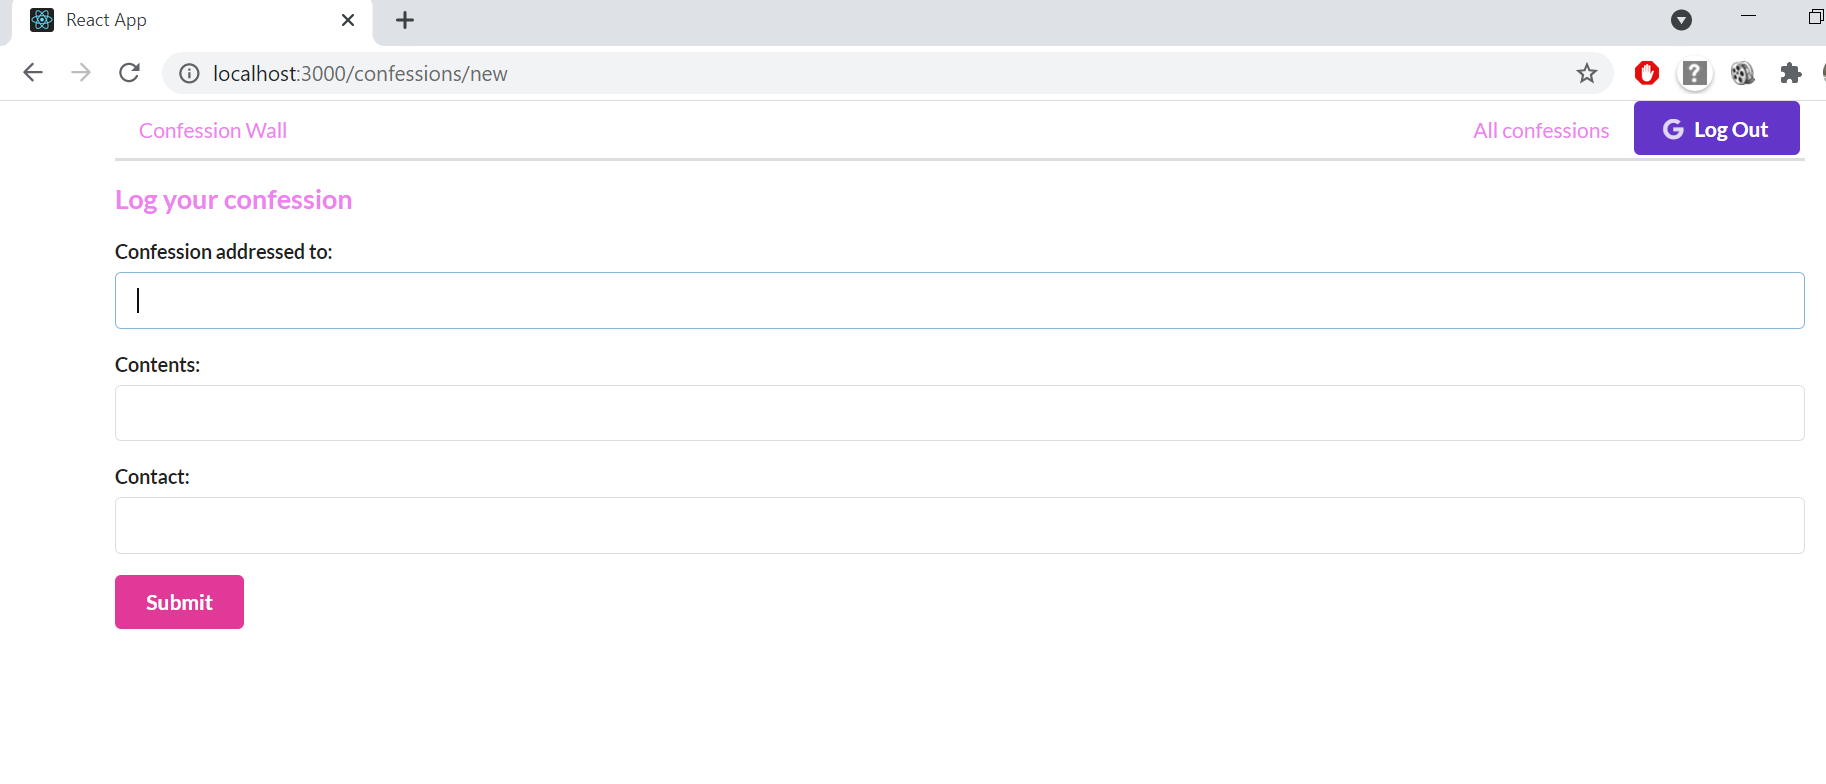 React App
localhost:3000/confessions/new
?
Confession Wall
All confessions
G Log Out
Log your confession
Confession addressed to:
Contents:
Contact:
Submit